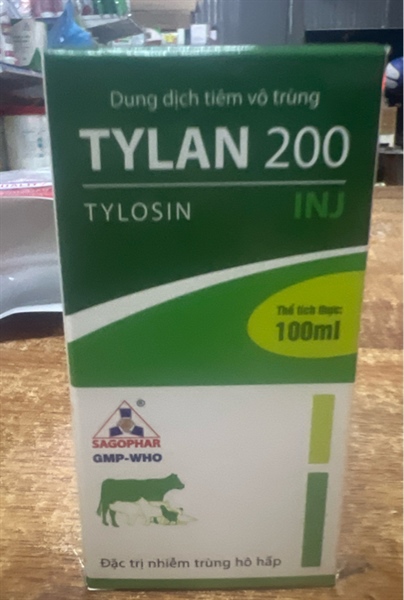 Dung dịch tiêm vô trùng
TYLAN 200
TYLOSIN INJ
Thể tích thực:
100ml
®
SAGOPHAR
GMP-WHO
Đặc trị nhiễm trùng hô hấp